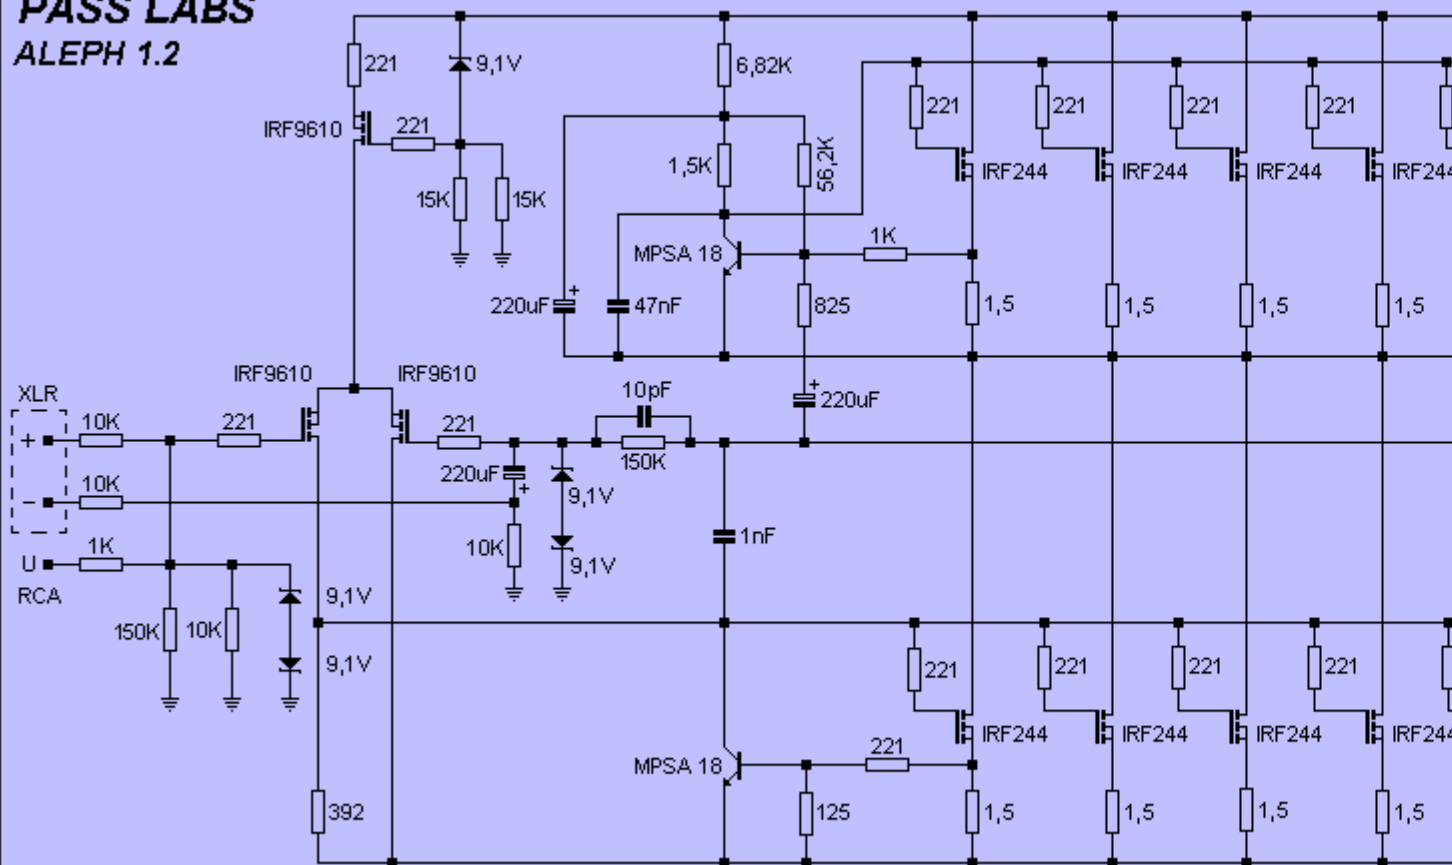 PASS LABS
ALEPH 1.2
221
9,1V
6,82K
IRF9610
221
221
221
221
221
1,5K
56,2K
IRF244
IRF244
IRF244
IRF24
15K
15K
1K
MPSA 18
220uF
+
47nF
825
1,5
1,5
1,5
1,5
IRF9610
IRF9610
XLR
10pF
+
220uF
10K
221
221
+
150K
10K
220uF
+
9,1V
–
1K
10K
1nF
U
9,1V
RCA
9,1V
150K
10K
9,1V
221
221
221
221
IRF244
IRF244
IRF244
IRF24
221
MPSA 18
392
125
1,5
1,5
1,5
1,5